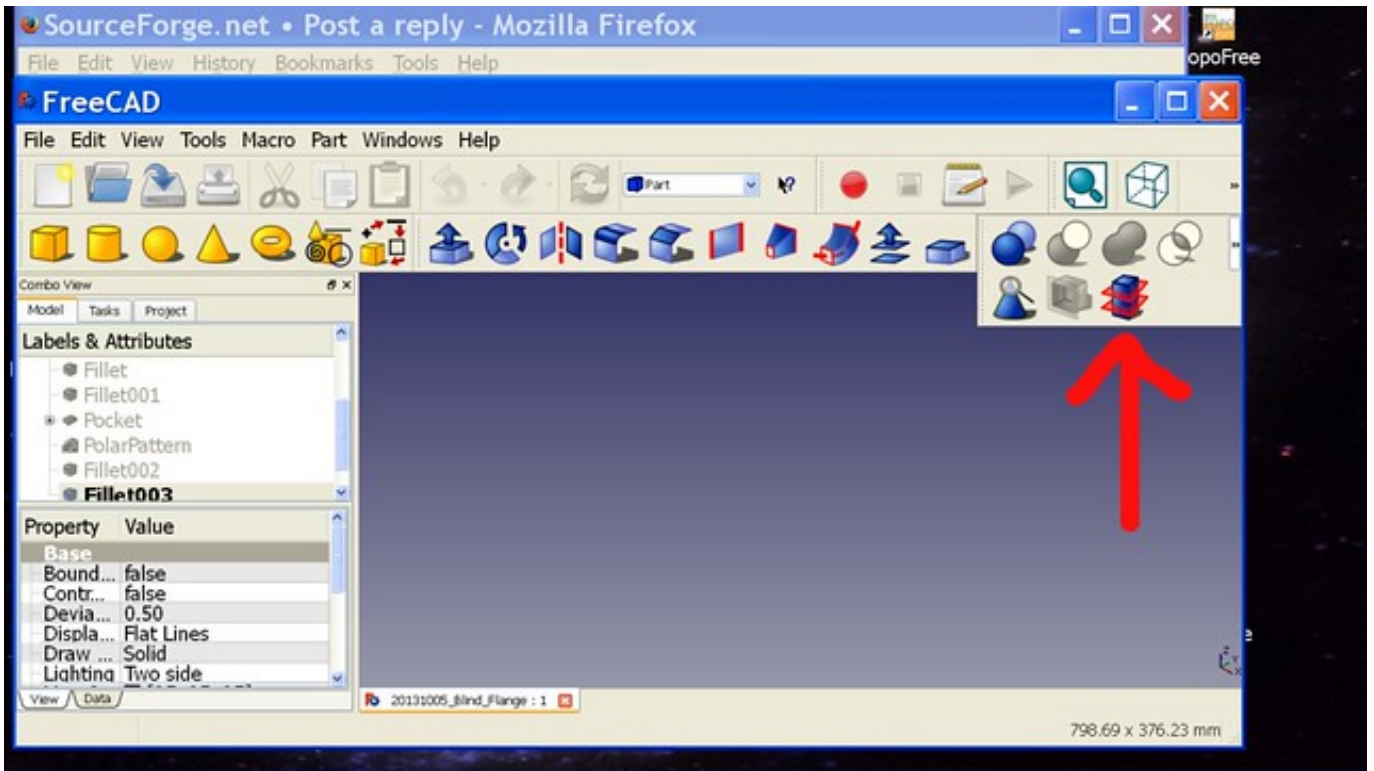 SourceForge.net • Post a reply - Mozilla Firefox
File Edit View History Bookmarks Tools Help
opoFree
FreeCAD
File Edit View Tools Macro Part Windows Help
Part
Combo View
Model Tasks Project
Labels & Attributes
Fillet
Fillet001
Pocket
PolarPattern
Fillet002
Fillet003
Property Value
Base
Bound... false
Contr... false
Devia... 0.50
Displa... Flat Lines
Draw ... Solid
Lighting Two side
View Data
20131005_Blind_Flange : 1
798.69 x 376.23 mm